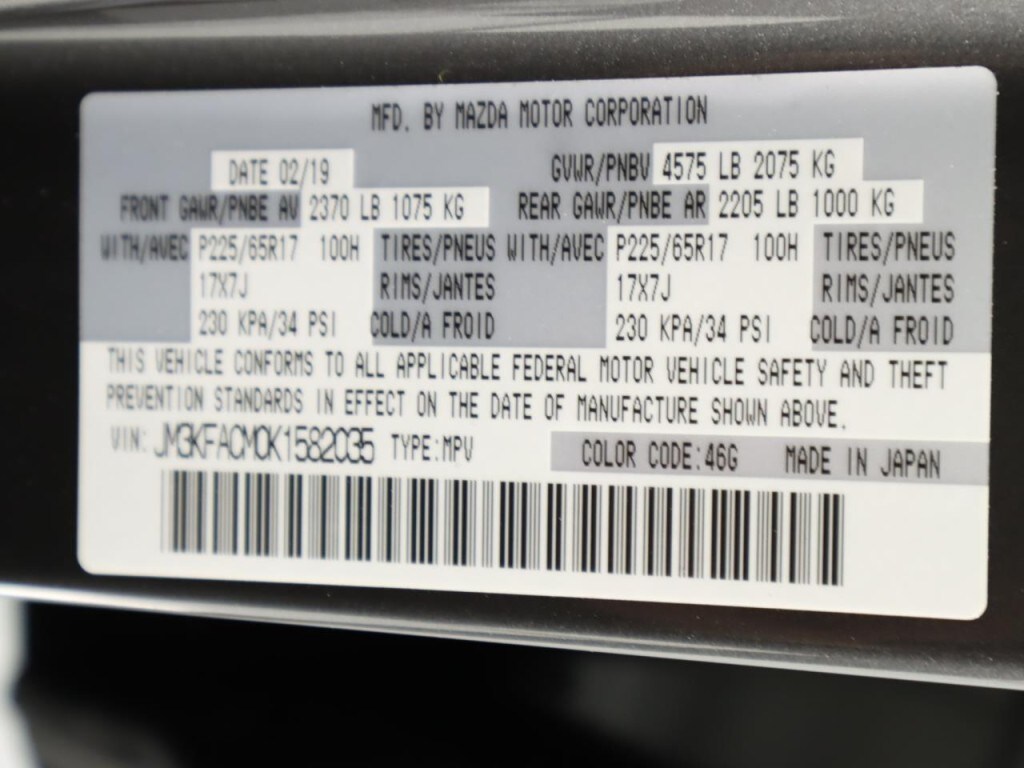 MFD. BY MAZDA MOTOR CORPORATION
DATE 02/19 GVWR/PNBV 4575 LB 2075 KG
FRONT GAWR/PNBE AV 2370 LB 1075 KG REAR GAWR/PNBE AR 2205 LB 1000 KG
WITH/AVEC P225/65R17 100H TIRES/PNEUS WITH/AVEC P225/65R17 100H TIRES/PNEUS
17X7J RIMS/JANTES 17X7J RIMS/JANTES
230 KPA/34 PSI COLD/A FROID 230 KPA/34 PSI COLD/A FROID
THIS VEHICLE CONFORMS TO ALL APPLICABLE FEDERAL MOTOR VEHICLE SAFETY AND THEFT
PREVENTION STANDARDS IN EFFECT ON THE DATE OF MANUFACTURE SHOWN ABOVE.
VIN: JM3KFACM0K1582035 TYPE:MPV COLOR CODE:46G MADE IN JAPAN